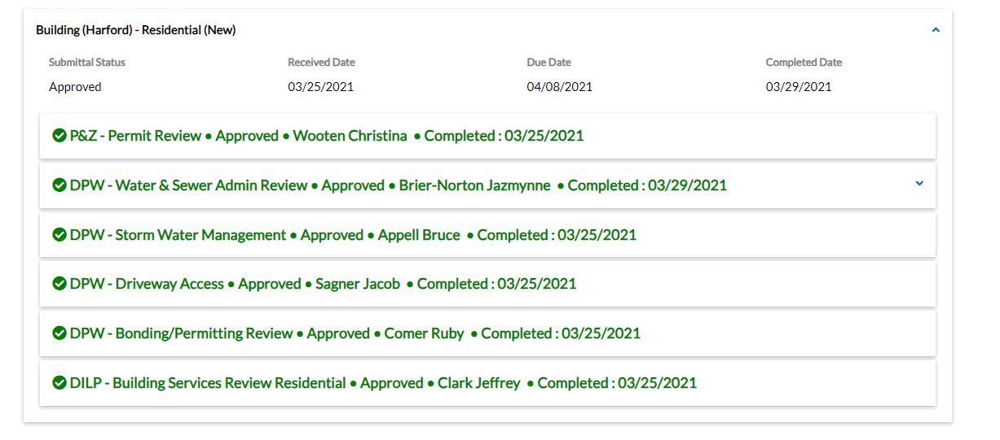 Building (Harford) - Residential (New)
Submittal Status Received Date Due Date Completed Date
Approved 03/25/2021 04/08/2021 03/29/2021
P&Z - Permit Review • Approved • Wooten Christina • Completed : 03/25/2021
DPW - Water & Sewer Admin Review • Approved • Brier-Norton Jazmynne • Completed : 03/29/2021
DPW - Storm Water Management • Approved • Appell Bruce • Completed : 03/25/2021
DPW - Driveway Access • Approved • Sagner Jacob • Completed : 03/25/2021
DPW - Bonding/Permitting Review • Approved • Comer Ruby • Completed : 03/25/2021
DILP - Building Services Review Residential • Approved • Clark Jeffrey • Completed : 03/25/2021